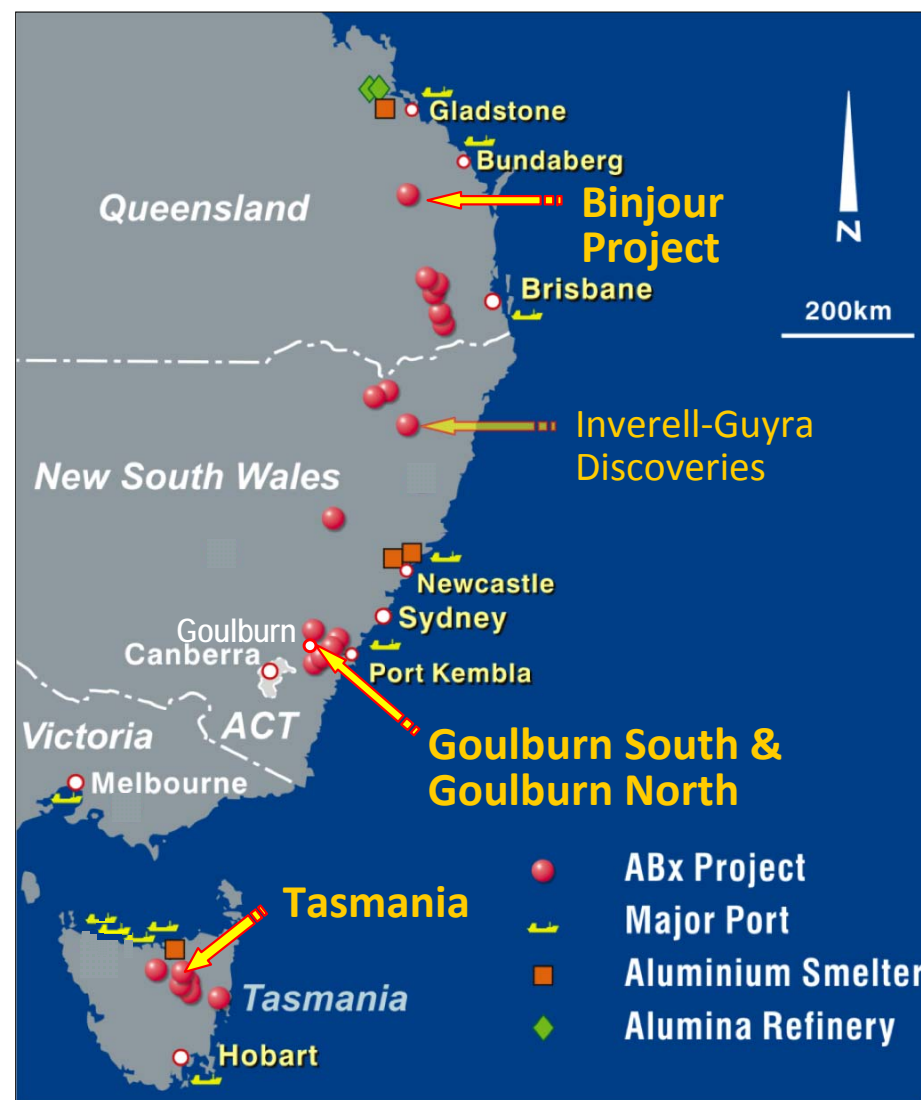 Gladstone
Bundaberg
Queensland
Binjour
Project
N
Brisbane
200km
Inverell-Guyra
Discoveries
New South Wales
Newcastle
Sydney
Goulburn
Canberra
Port Kembla
ACT
Victoria
Goulburn South &
Goulburn North
Melbourne
ABx Project
Tasmania
Major Port
Aluminium Smelter
Tasmania
Alumina Refinery
Hobart